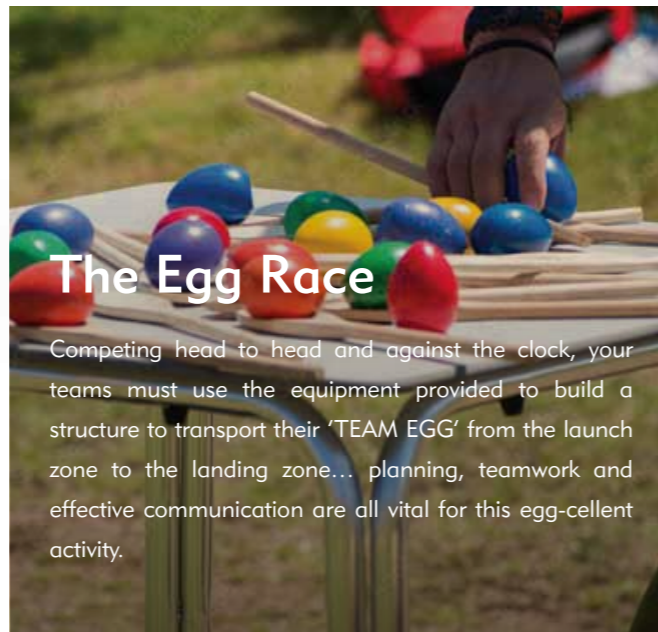 The Egg Race
Competing head to head and against the clock, your
teams must use the equipment provided to build a
structure to transport their ‘TEAM EGG’ from the launch
zone to the landing zone... planning, teamwork and
effective communication are all vital for this egg-cellent
activity.